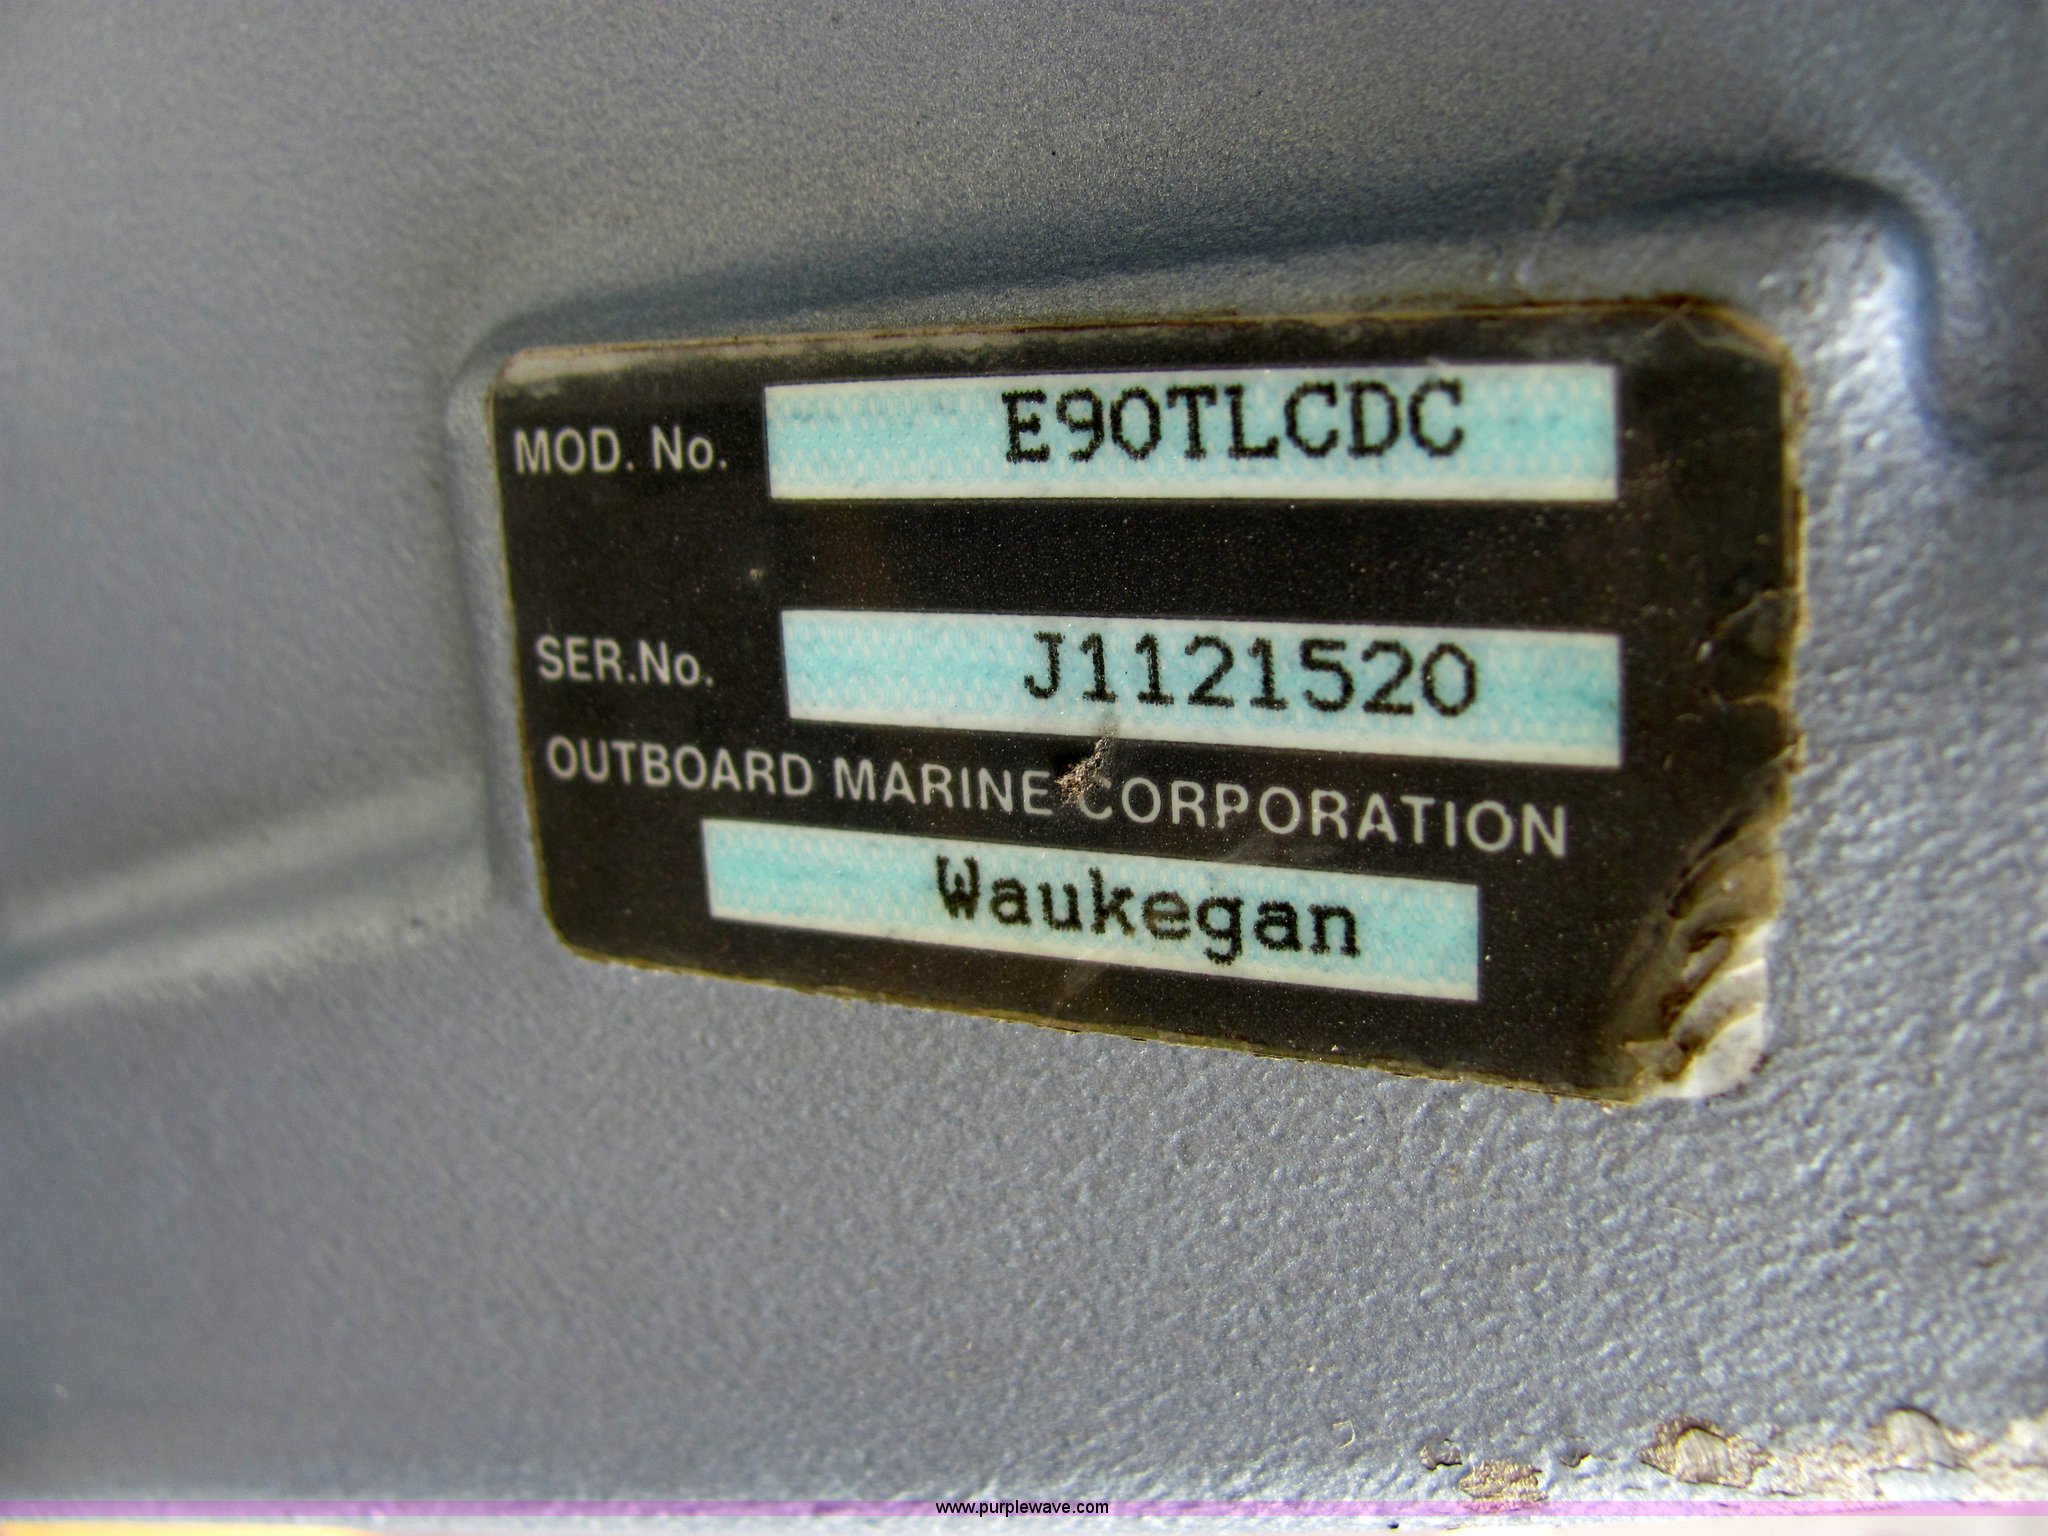 MOD. No. E90TLCDC
SER.No. J1121520
OUTBOARD MARINE CORPORATION
Waukegan
www.purplewave.com